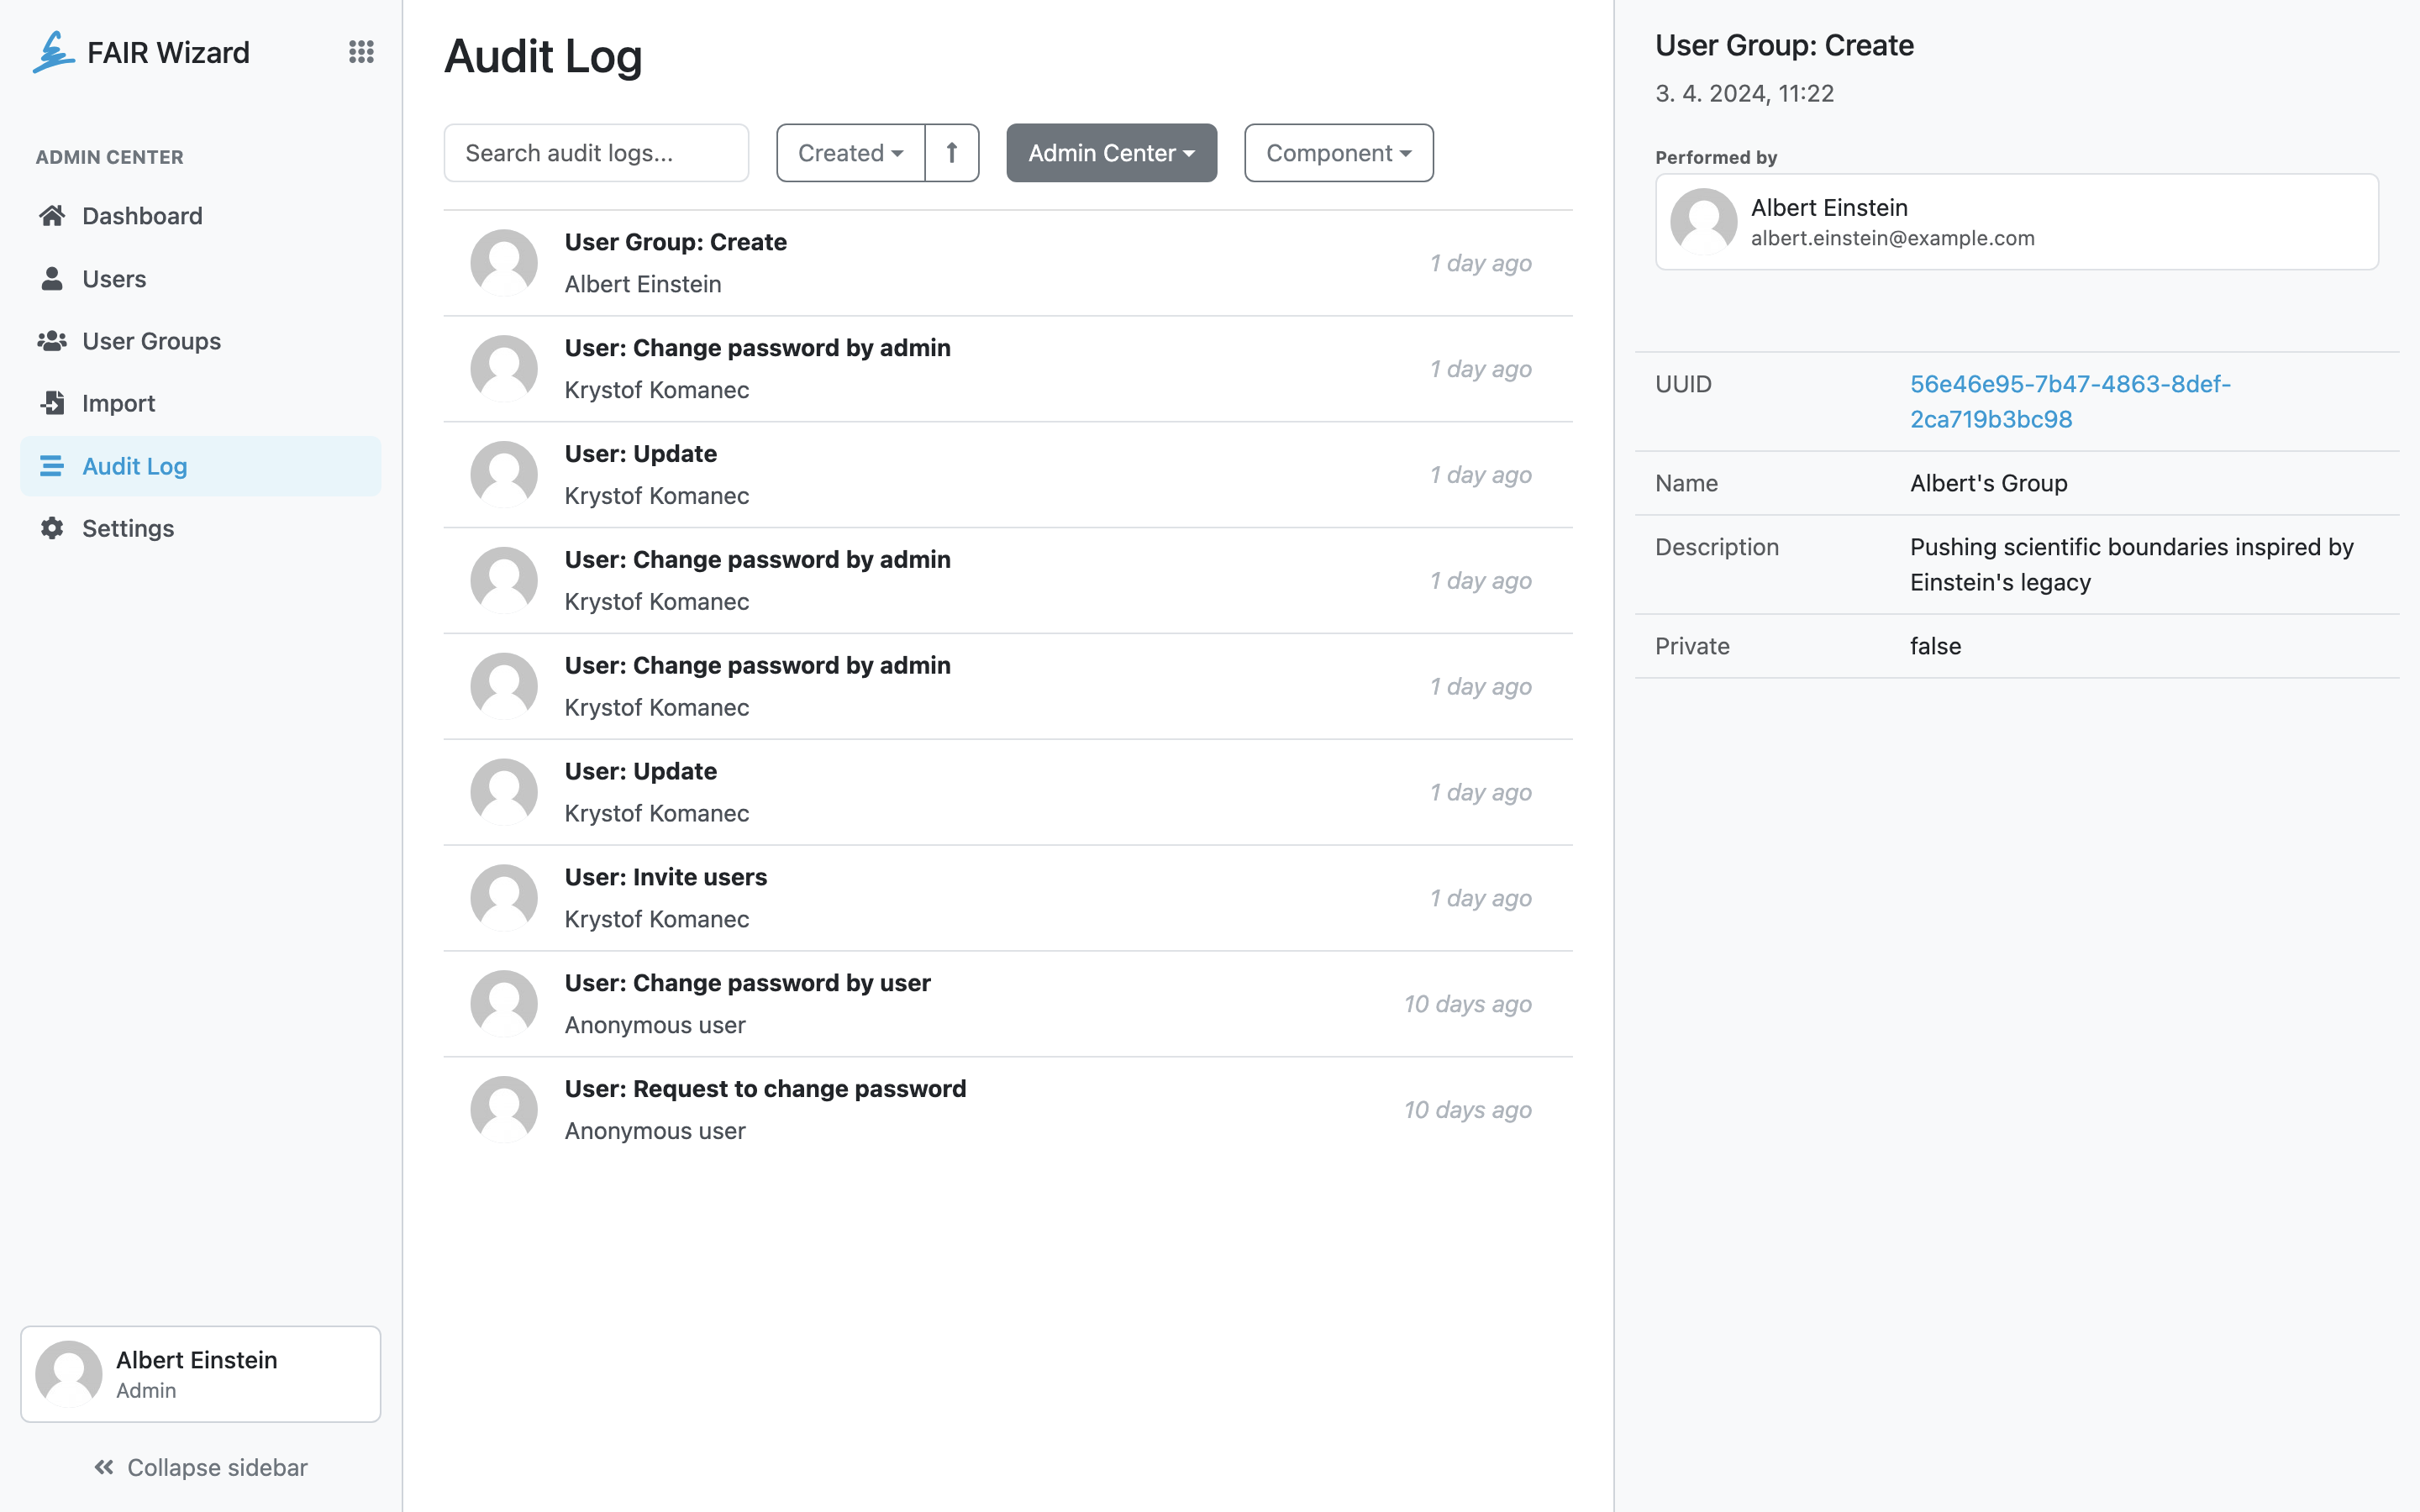 FAIR Wizard
ADMIN CENTER
Dashboard
Users
User Groups
Import
Audit Log
Settings
Albert Einstein
Admin
Collapse sidebar
Audit Log
Search audit logs...
Created
Admin Center
Component
User Group: Create
Albert Einstein
1 day ago
User: Change password by admin
Krystof Komanec
1 day ago
User: Update
Krystof Komanec
1 day ago
User: Change password by admin
Krystof Komanec
1 day ago
User: Change password by admin
Krystof Komanec
1 day ago
User: Update
Krystof Komanec
1 day ago
User: Invite users
Krystof Komanec
1 day ago
User: Change password by user
Anonymous user
10 days ago
User: Request to change password
Anonymous user
10 days ago
User Group: Create
3. 4. 2024, 11:22
Performed by
Albert Einstein
albert.einstein@example.com
UUID
56e46e95-7b47-4863-8def-
2ca719b3bc98
Name
Albert's Group
Description
Pushing scientific boundaries inspired by
Einstein's legacy
Private
false